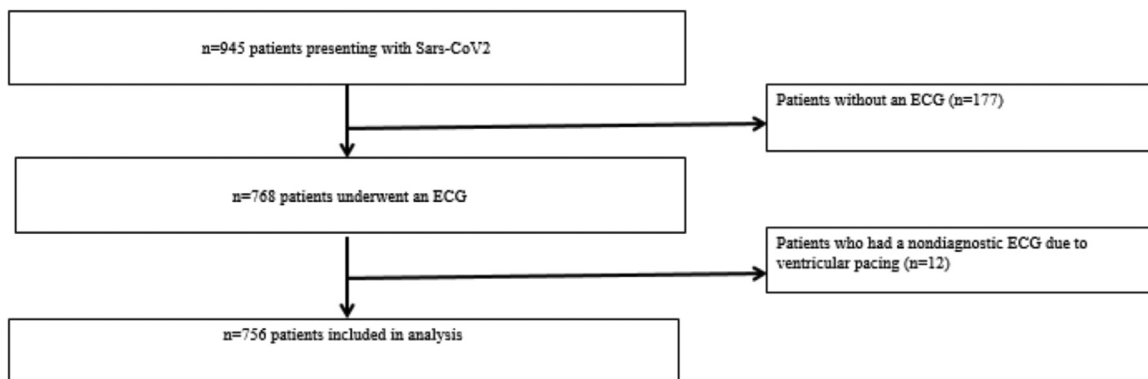 n=945 patients presenting with Sars-CoV2
Patients without an ECG (n=177)
n=768 patients underwent an ECG
Patients who had a nondiagnostic ECG due to
ventricular pacing (n=12)
n=756 patients included in analysis